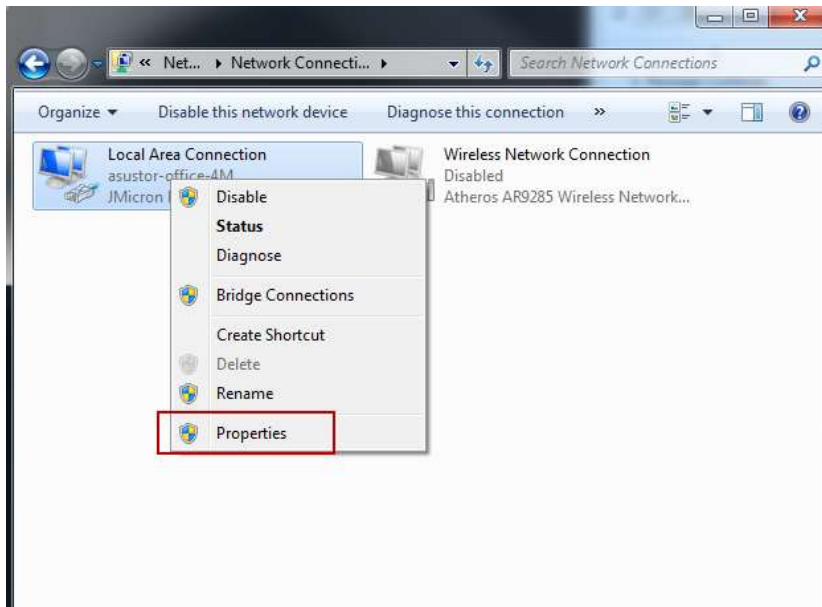 « Net... Network Connecti...
Search Network Connections
Organize Disable this network device Diagnose this connection »
Local Area Connection
asustor-office-4M
JMicron
Wireless Network Connection
Disabled
Atheros AR9285 Wireless Network...
Disable
Status
Diagnose
Bridge Connections
Create Shortcut
Delete
Rename
Properties